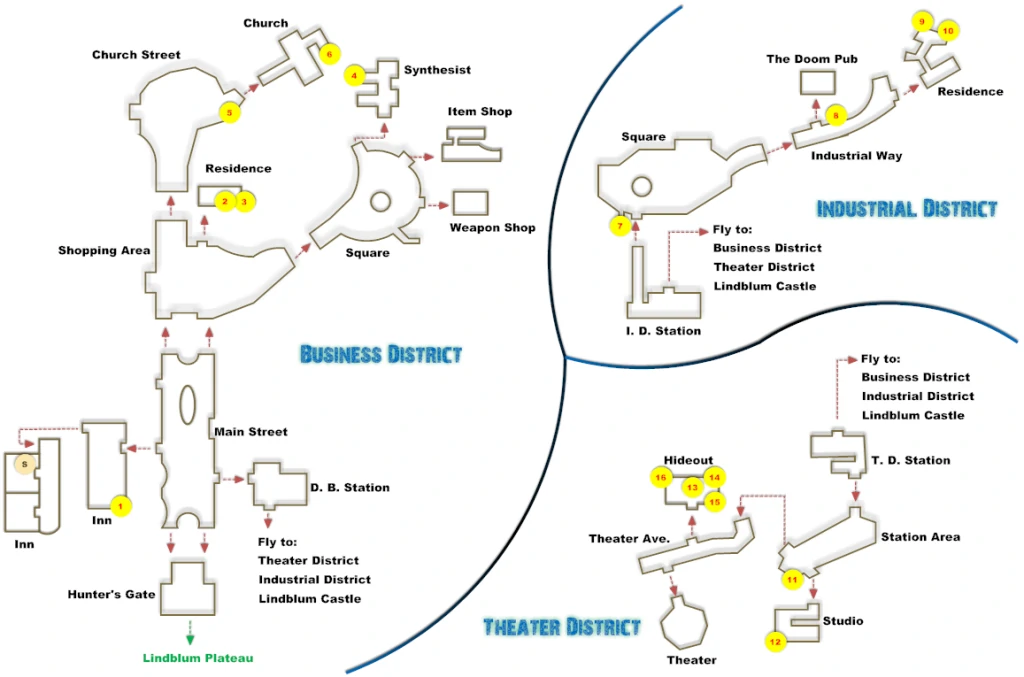 Church
Church Street
6
4
Synthesist
5
Item Shop
Residence
2
3
Weapon Shop
Shopping Area
Square
BUSINESS DISTRICT
Main Street
S
1
Inn
Inn
D. B. Station
Fly to:
Theater District
Industrial District
Lindblum Castle
Hunter's Gate
Lindblum Plateau
9
10
The Doom Pub
Residence
8
Square
Industrial Way
INDUSTRIAL DISTRICT
7
Fly to:
Business District
Theater District
Lindblum Castle
I. D. Station
Fly to:
Business District
Industrial District
Lindblum Castle
T. D. Station
Hideout
16
14
13
15
Theater Ave.
Station Area
11
THEATER DISTRICT
Studio
12
Theater